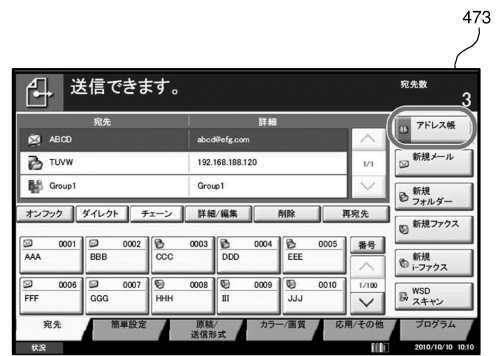 473
送信できます。
宛先数
3
宛先 詳細
ABCD abcd@efg.com
TUVW 192.168.188.120
1/1
Group1 Group1
アドレス帳
新規メール
新規
フォルダー
新規ファクス
新規
i-ファクス
WSD
スキャン
オンフック ダイレクト チェーン 詳細/編集 削除 再宛先
0001 0002 0003 0004 0005 番号
AAA BBB CCC DDD EEE
0006 0007 0008 0009 0010 1/100
FFF GGG HHH III JJJ
宛先 簡単設定 原稿/
送信形式 カラー/画質 応用/その他 プログラム
状況 2010/10/10 10:10